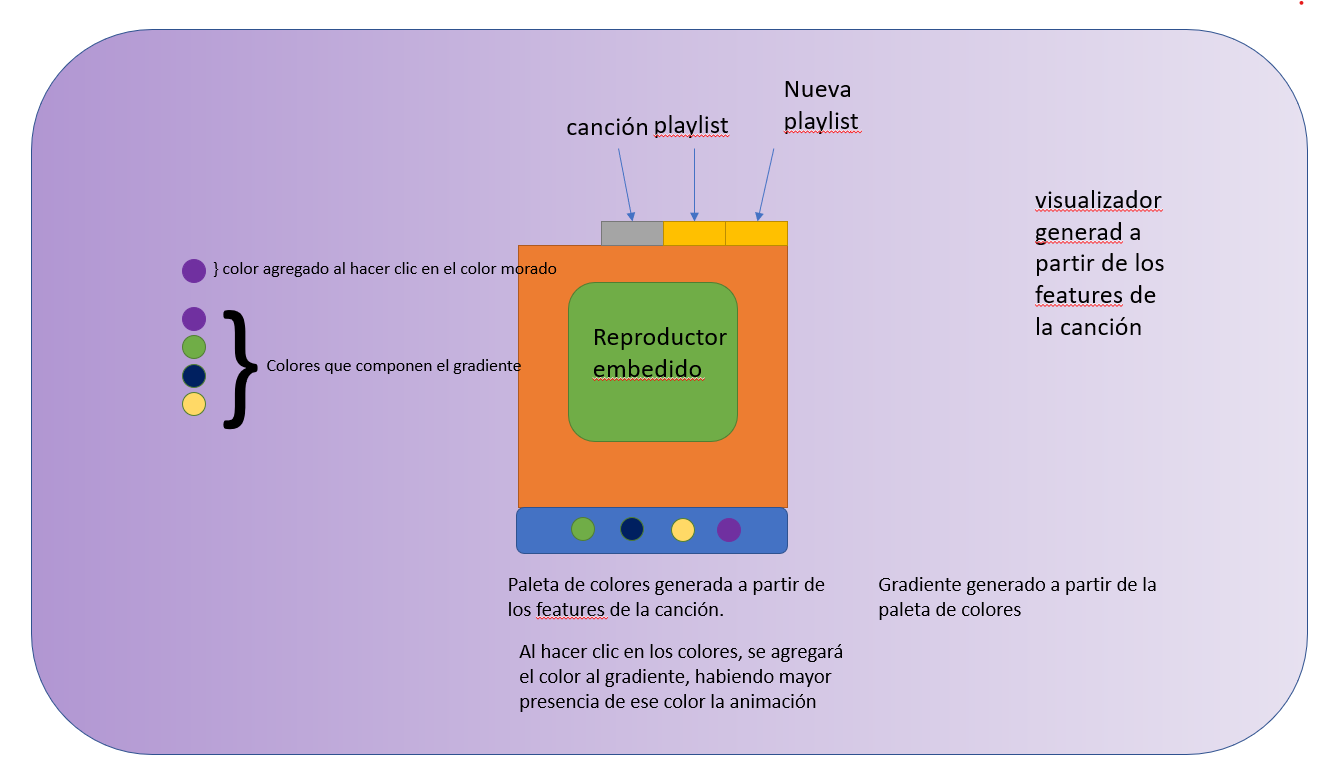 Nueva
playlist
canción playlist
visualizador
generad a
partir de los
features de
la canción
} color agregado al hacer clic en el color morado
} Colores que componen el gradiente
Reproductor
embedido
Paleta de colores generada a partir de
los features de la canción.
Gradiente generado a partir de la
paleta de colores
Al hacer clic en los colores, se agregará
el color al gradiente, habiendo mayor
presencia de ese color la animación